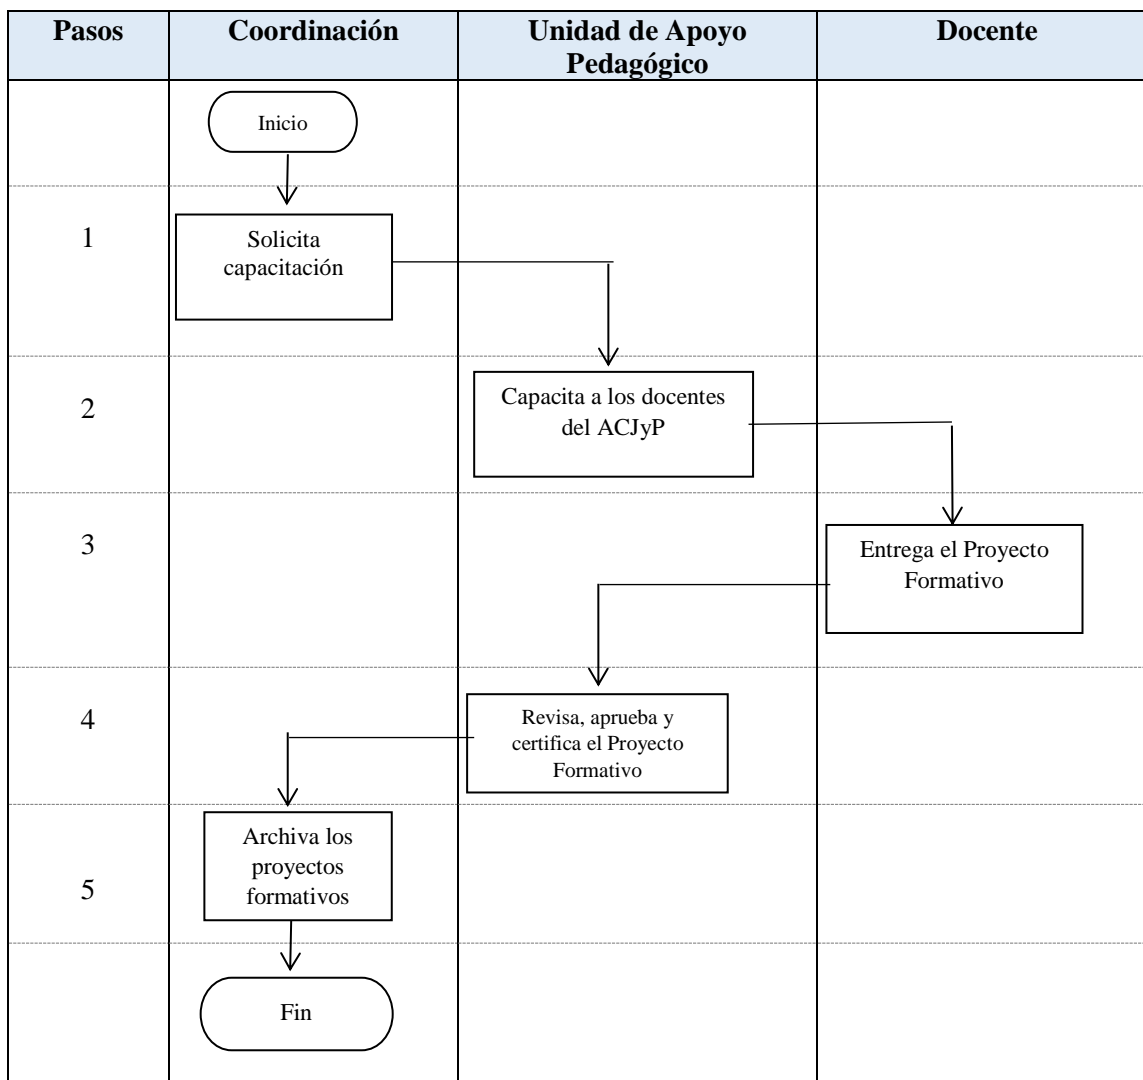 Pasos
Coordinación
Unidad de Apoyo
Pedagógico
Docente
Inicio
1
Solicita
capacitación
2
Capacita a los docentes
del ACJyP
3
Entrega el Proyecto
Formativo
4
Revisa, aprueba y
certifica el Proyecto
Formativo
5
Archiva los
proyectos
formativos
Fin